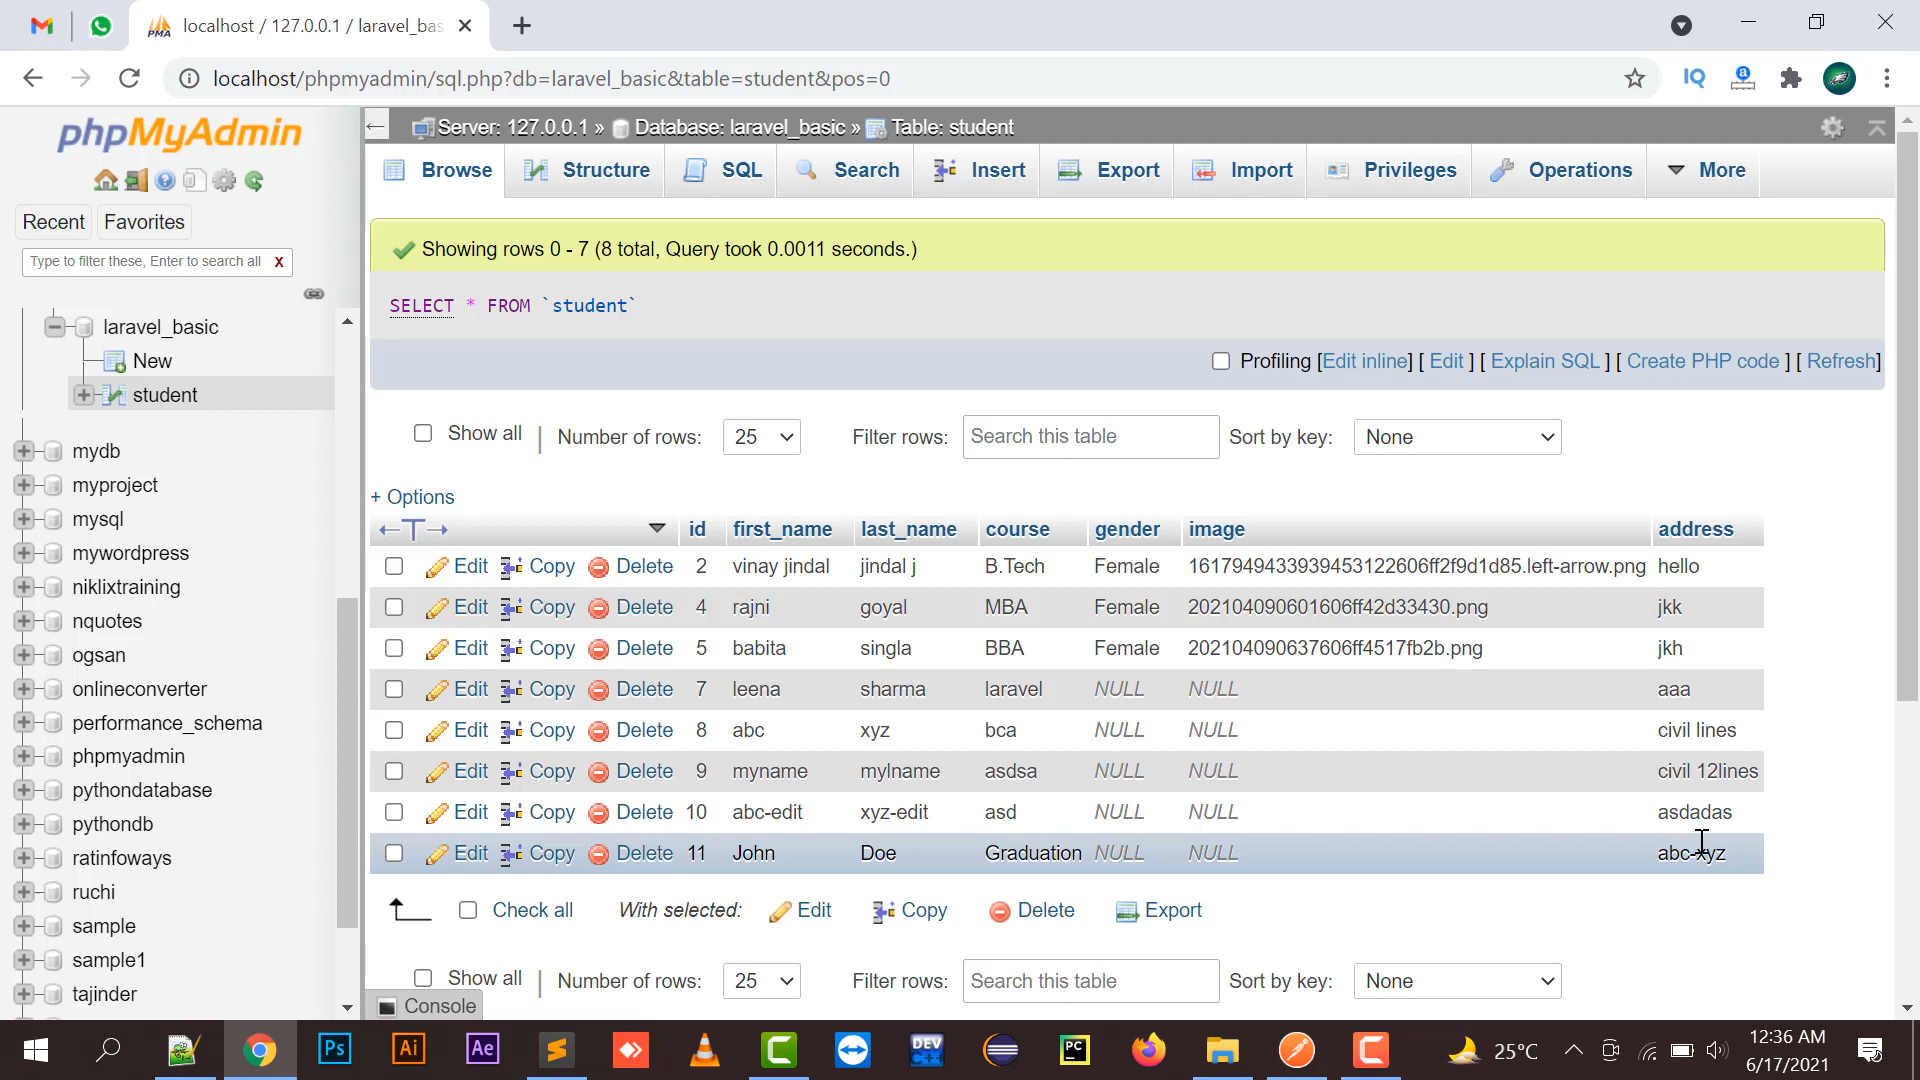 localhost / 127.0.0.1 / laravel_bas
localhost/phpmyadmin/sql.php?db=laravel_basic&table=student&pos=0
phpMyAdmin
Recent Favorites
Type to filter these, Enter to search all X
laravel_basic
New
student
mydb
myproject
mysql
mywordpress
niklixtraining
nquotes
ogsan
onlineconverter
performance_schema
phpmyadmin
pythondatabase
pythondb
ratinfoways
ruchi
sample
sample1
tajinder
Server: 127.0.0.1 » Database: laravel_basic » Table: student
Browse Structure SQL Search Insert Export Import Privileges Operations More
Showing rows 0 - 7 (8 total, Query took 0.0011 seconds.)
SELECT * FROM `student`
Profiling [Edit inline] [ Edit ] [ Explain SQL ] [ Create PHP code ] [ Refresh]
Show all | Number of rows: 25 Filter rows: Search this table Sort by key: None
+ Options
id first_name last_name course gender image address
Edit Copy Delete 2 vinay jindal jindal j B.Tech Female 1617949433939453122606ff2f9d1d85.left-arrow.png hello
Edit Copy Delete 4 rajni goyal MBA Female 202104090601606ff42d33430.png jkk
Edit Copy Delete 5 babita singla BBA Female 202104090637606ff4517fb2b.png jkh
Edit Copy Delete 7 leena sharma laravel NULL NULL aaa
Edit Copy Delete 8 abc xyz bca NULL NULL civil lines
Edit Copy Delete 9 myname mylname asdsa NULL NULL civil 12lines
Edit Copy Delete 10 abc-edit xyz-edit asd NULL NULL asdadas
Edit Copy Delete 11 John Doe Graduation NULL NULL abc-xyz
Check all With selected: Edit Copy Delete Export
Show all | Number of rows: 25 Filter rows: Search this table Sort by key: None
Console
25°C
12:36 AM
6/17/2021